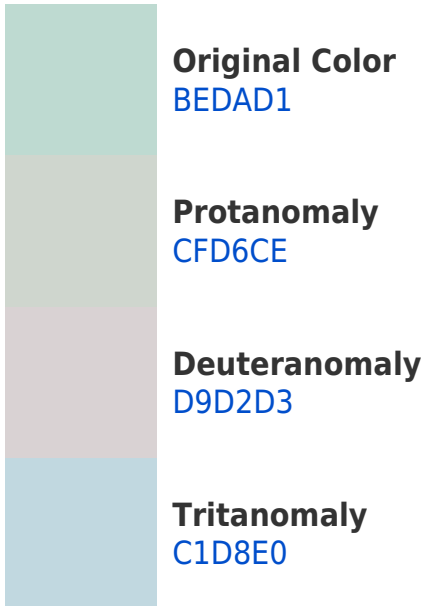 Original Color
BEDAD1
Protanomaly
CFD6CE
Deuteranomaly
D9D2D3
Tritanomaly
C1D8E0